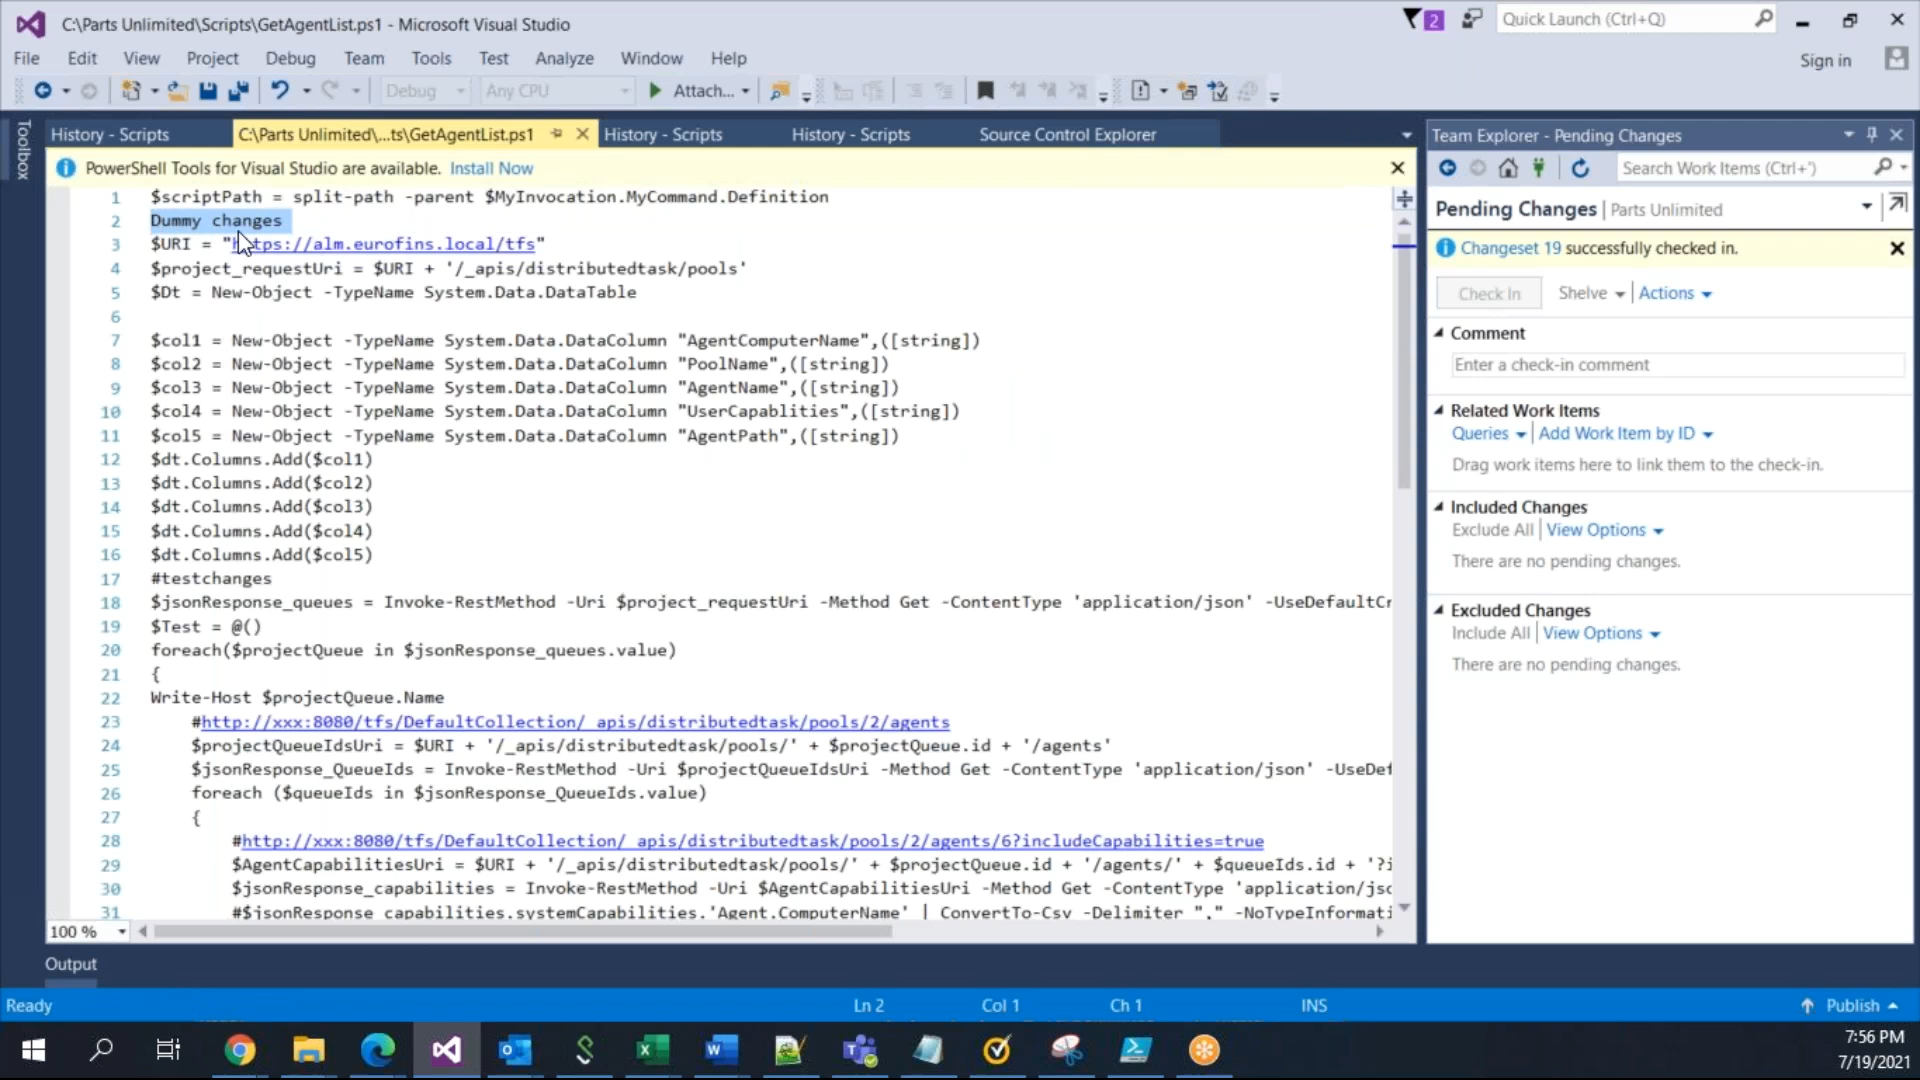 C:\Parts Unlimited\Scripts\GetAgentList.ps1 - Microsoft Visual Studio
2
Quick Launch (Ctrl+Q)
File Edit View Project Debug Team Tools Test Analyze Window Help
Sign in
Debug Any CPU Attach...
Toolbox
History - Scripts C:\Parts Unlimited\...ts\GetAgentList.ps1 History - Scripts History - Scripts Source Control Explorer
PowerShell Tools for Visual Studio are available. Install Now
1 $scriptPath = split-path -parent $MyInvocation.MyCommand.Definition
2 Dummy changes
3 $URI = "https://alm.eurofins.local/tfs"
4 $project_requestUri = $URI + '/_apis/distributedtask/pools'
5 $Dt = New-Object -TypeName System.Data.DataTable
6
7 $col1 = New-Object -TypeName System.Data.DataColumn "AgentComputerName",([string])
8 $col2 = New-Object -TypeName System.Data.DataColumn "PoolName",([string])
9 $col3 = New-Object -TypeName System.Data.DataColumn "AgentName",([string])
10 $col4 = New-Object -TypeName System.Data.DataColumn "UserCapablities",([string])
11 $col5 = New-Object -TypeName System.Data.DataColumn "AgentPath",([string])
12 $dt.Columns.Add($col1)
13 $dt.Columns.Add($col2)
14 $dt.Columns.Add($col3)
15 $dt.Columns.Add($col4)
16 $dt.Columns.Add($col5)
17 #testchanges
18 $jsonResponse_queues = Invoke-RestMethod -Uri $project_requestUri -Method Get -ContentType 'application/json' -UseDefaultCr
19 $Test = @()
20 foreach($projectQueue in $jsonResponse_queues.value)
21 {
22 Write-Host $projectQueue.Name
23 #http://xxx:8080/tfs/DefaultCollection/_apis/distributedtask/pools/2/agents
24 $projectQueueIdsUri = $URI + '/_apis/distributedtask/pools/' + $projectQueue.id + '/agents'
25 $jsonResponse_QueueIds = Invoke-RestMethod -Uri $projectQueueIdsUri -Method Get -ContentType 'application/json' -UseDef
26 foreach ($queueIds in $jsonResponse_QueueIds.value)
27 {
28 #http://xxx:8080/tfs/DefaultCollection/_apis/distributedtask/pools/2/agents/6?includeCapabilities=true
29 $AgentCapabilitiesUri = $URI + '/_apis/distributedtask/pools/' + $projectQueue.id + '/agents/' + $queueIds.id + '?i
30 $jsonResponse_capabilities = Invoke-RestMethod -Uri $AgentCapabilitiesUri -Method Get -ContentType 'application/jsc
31 #$jsonResponse_capabilities.systemCapabilities.'Agent.ComputerName' | ConvertTo-Csv -Delimiter "," -NoTypeInformati
100 %
Team Explorer - Pending Changes
Search Work Items (Ctrl+')
Pending Changes | Parts Unlimited
Changeset 19 successfully checked in.
Check In Shelve Actions
Comment
Enter a check-in comment
Related Work Items
Queries Add Work Item by ID
Drag work items here to link them to the check-in.
Included Changes
Exclude All View Options
There are no pending changes.
Excluded Changes
Include All View Options
There are no pending changes.
Output
Ready Ln 2 Col 1 Ch 1 INS Publish
7:56 PM
7/19/2021